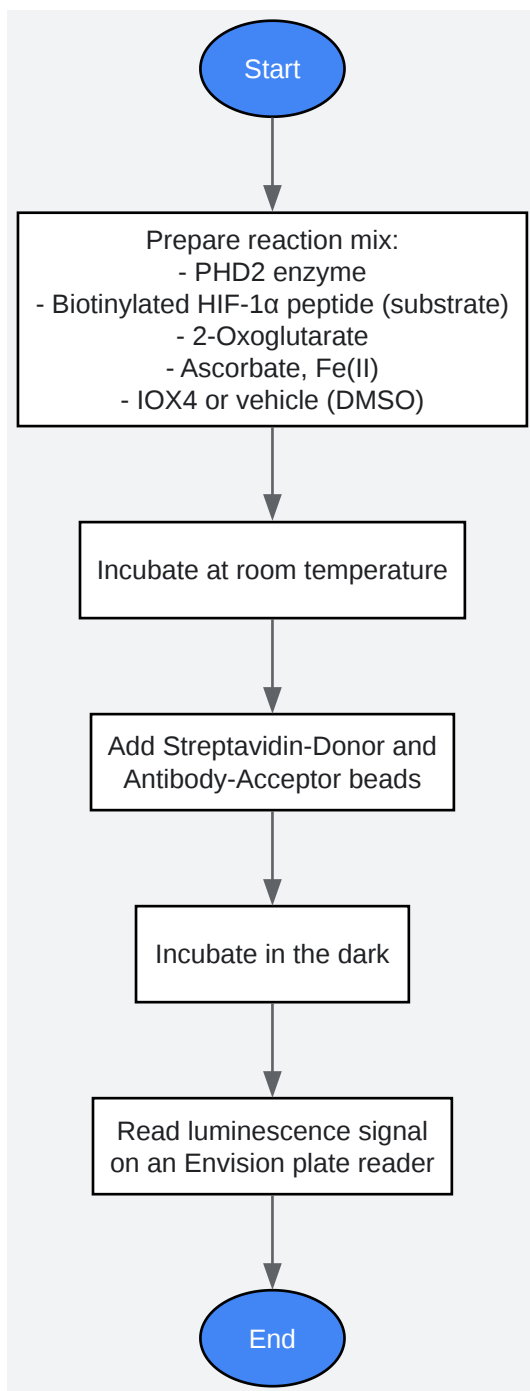 Start
Prepare reaction mix:
- PHD2 enzyme
- Biotinylated HIF-1α peptide (substrate)
- 2-Oxoglutarate
- Ascorbate, Fe(II)
- IOX4 or vehicle (DMSO)
Incubate at room temperature
Add Streptavidin-Donor and
Antibody-Acceptor beads
Incubate in the dark
Read luminescence signal
on an Envision plate reader
End